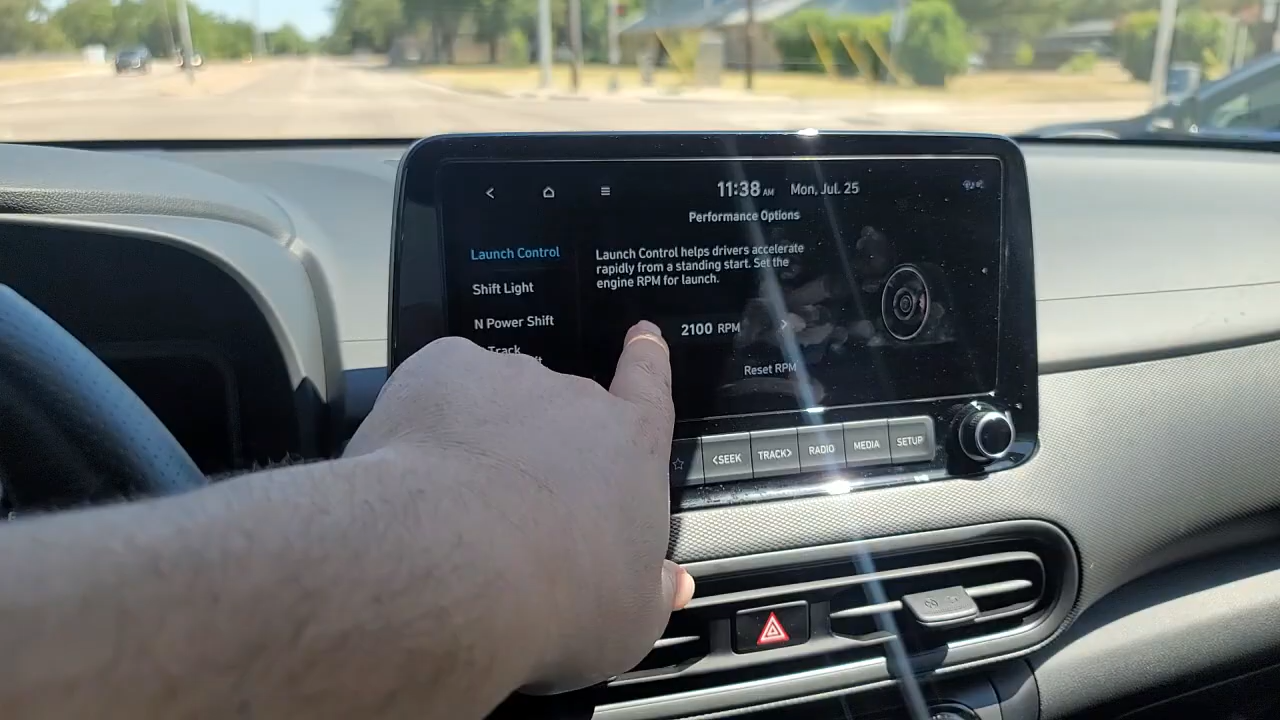 11:38 AM Mon, Jul. 25
Performance Options
Launch Control
Shift Light
N Power Shift
Track
Launch Control helps drivers accelerate
rapidly from a standing start. Set the
engine RPM for launch.
2100 RPM
Reset RPM
<SEEK
TRACK>
RADIO
MEDIA
SETUP